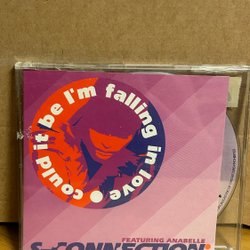 could it be I'm falling in love
FEATURING ANABELLE
S-CONNECTION